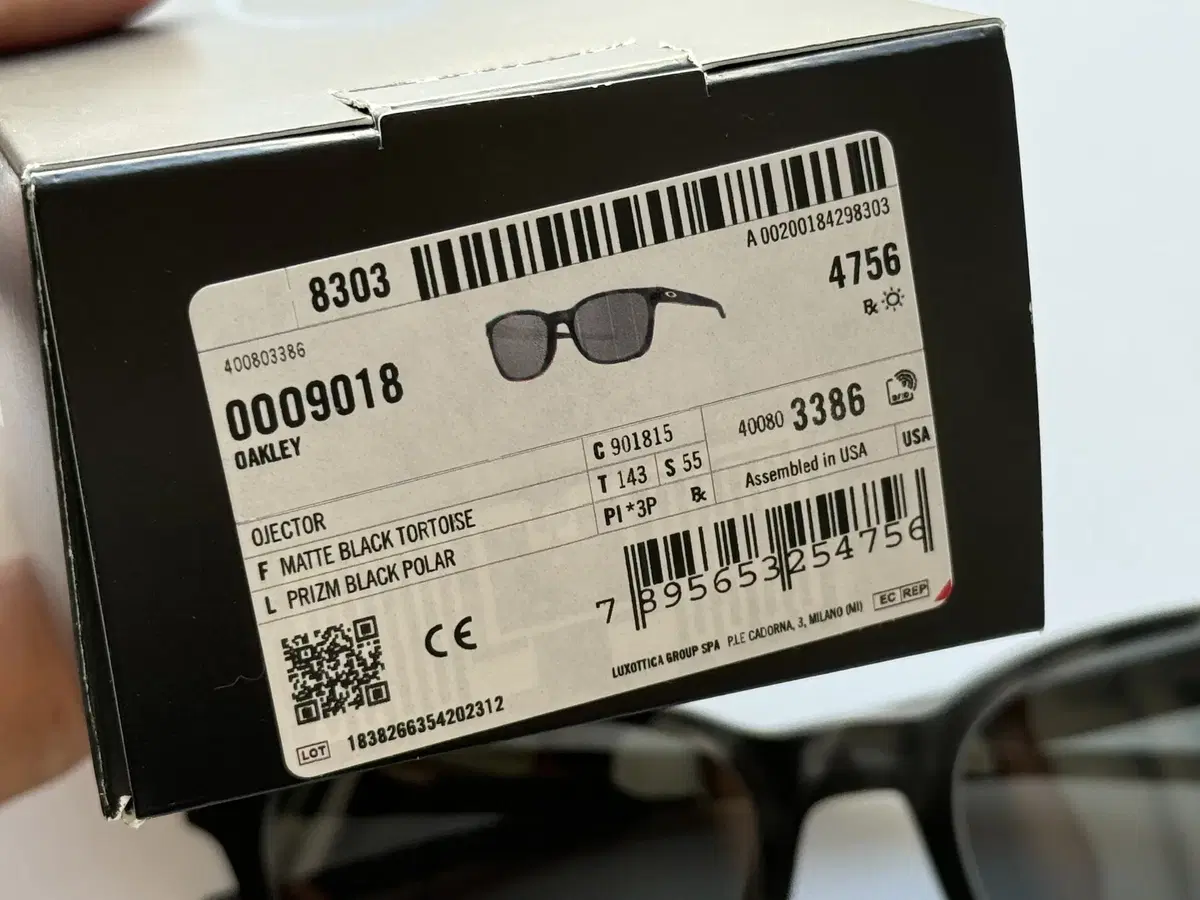 8303
A 00200184298303
4756
℞
400803386
0OO9018
OAKLEY
C 901815
40080 3386
RFID
T 143 S 55
Assembled in USA
USA
OJECTOR
PI *3P ℞
F MATTE BLACK TORTOISE
L PRIZM BLACK POLAR
7 895653 254756
CE
LUXOTTICA GROUP SPA P.LE CADORNA, 3, MILANO (MI)
EC REP
LOT 1838266354202312